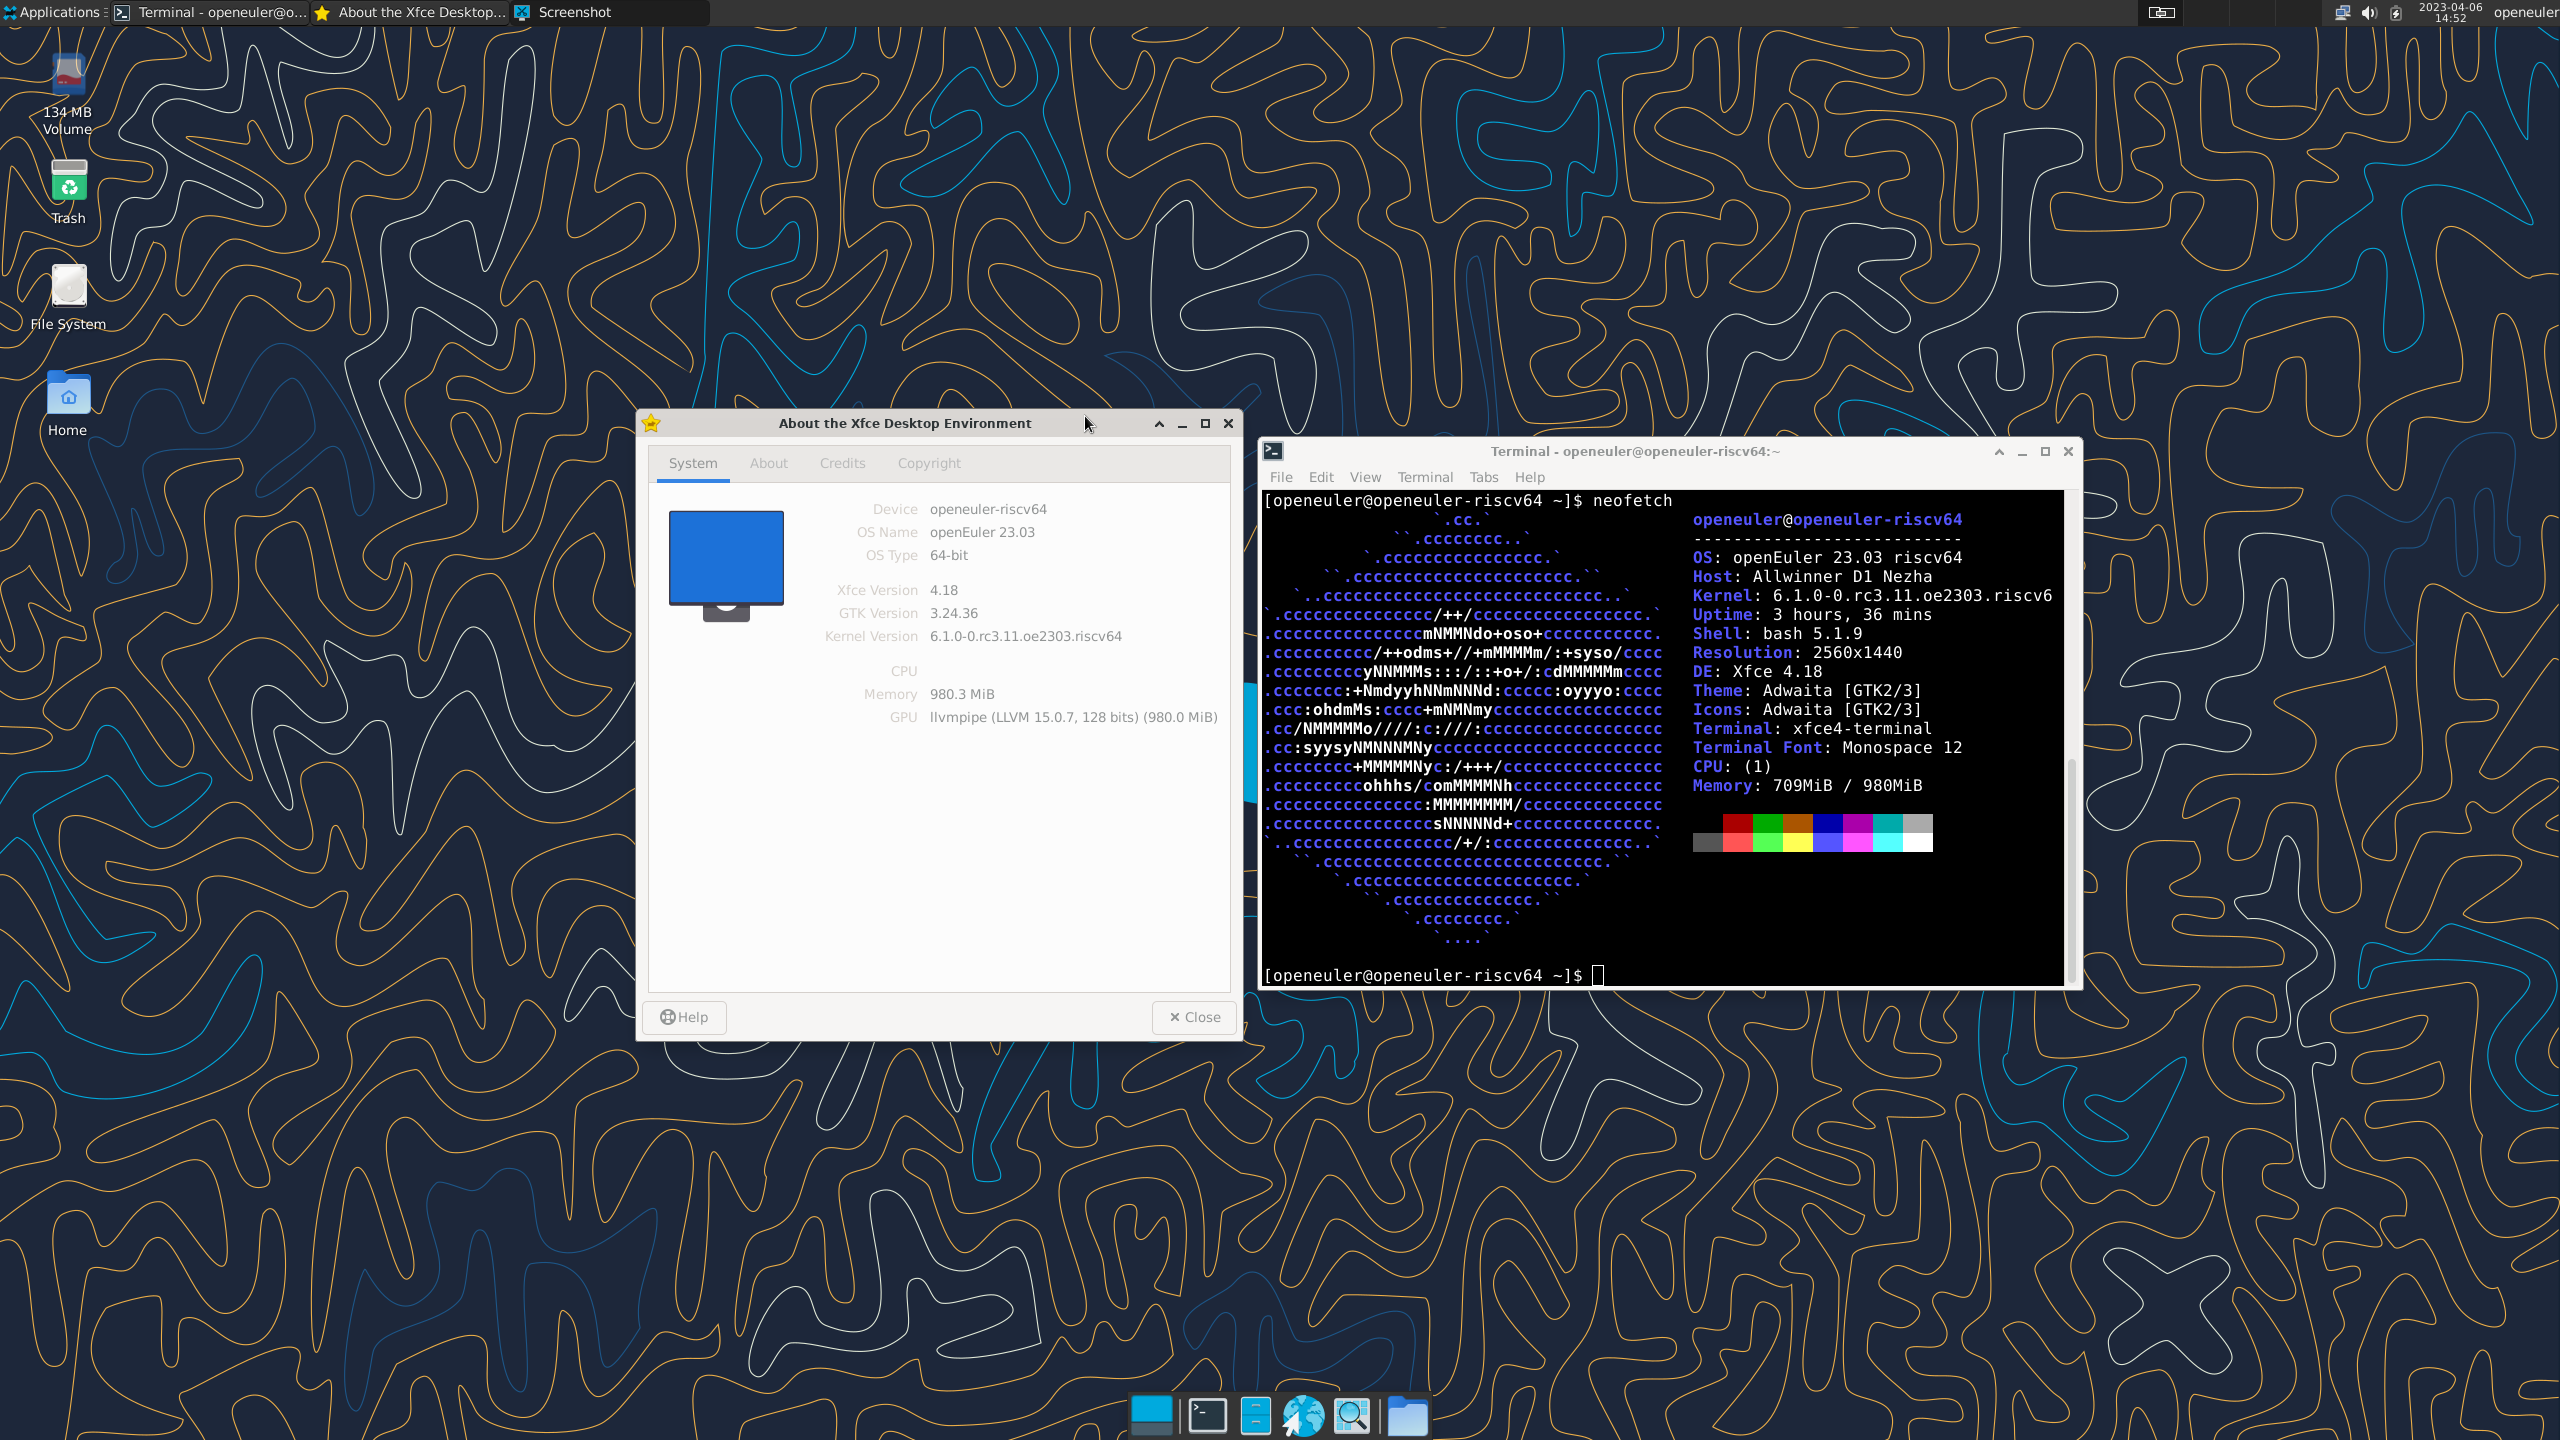 Applications
Terminal - openeuler@o...
About the Xfce Desktop...
Screenshot
2023-04-06
14:52
openeuler
134 MB
Volume
Trash
File System
Home
About the Xfce Desktop Environment
System About Credits Copyright
Device openeuler-riscv64
OS Name openEuler 23.03
OS Type 64-bit
Xfce Version 4.18
GTK Version 3.24.36
Kernel Version 6.1.0-0.rc3.11.oe2303.riscv64
CPU
Memory 980.3 MiB
GPU llvmpipe (LLVM 15.0.7, 128 bits) (980.0 MiB)
Help
Close
Terminal - openeuler@openeuler-riscv64:~
File Edit View Terminal Tabs Help
[openeuler@openeuler-riscv64 ~]$ neofetch
openeuler@openeuler-riscv64
---------------------------
OS: openEuler 23.03 riscv64
Host: Allwinner D1 Nezha
Kernel: 6.1.0-0.rc3.11.oe2303.riscv6
Uptime: 3 hours, 36 mins
Shell: bash 5.1.9
Resolution: 2560x1440
DE: Xfce 4.18
Theme: Adwaita [GTK2/3]
Icons: Adwaita [GTK2/3]
Terminal: xfce4-terminal
Terminal Font: Monospace 12
CPU: (1)
Memory: 709MiB / 980MiB
[openeuler@openeuler-riscv64 ~]$